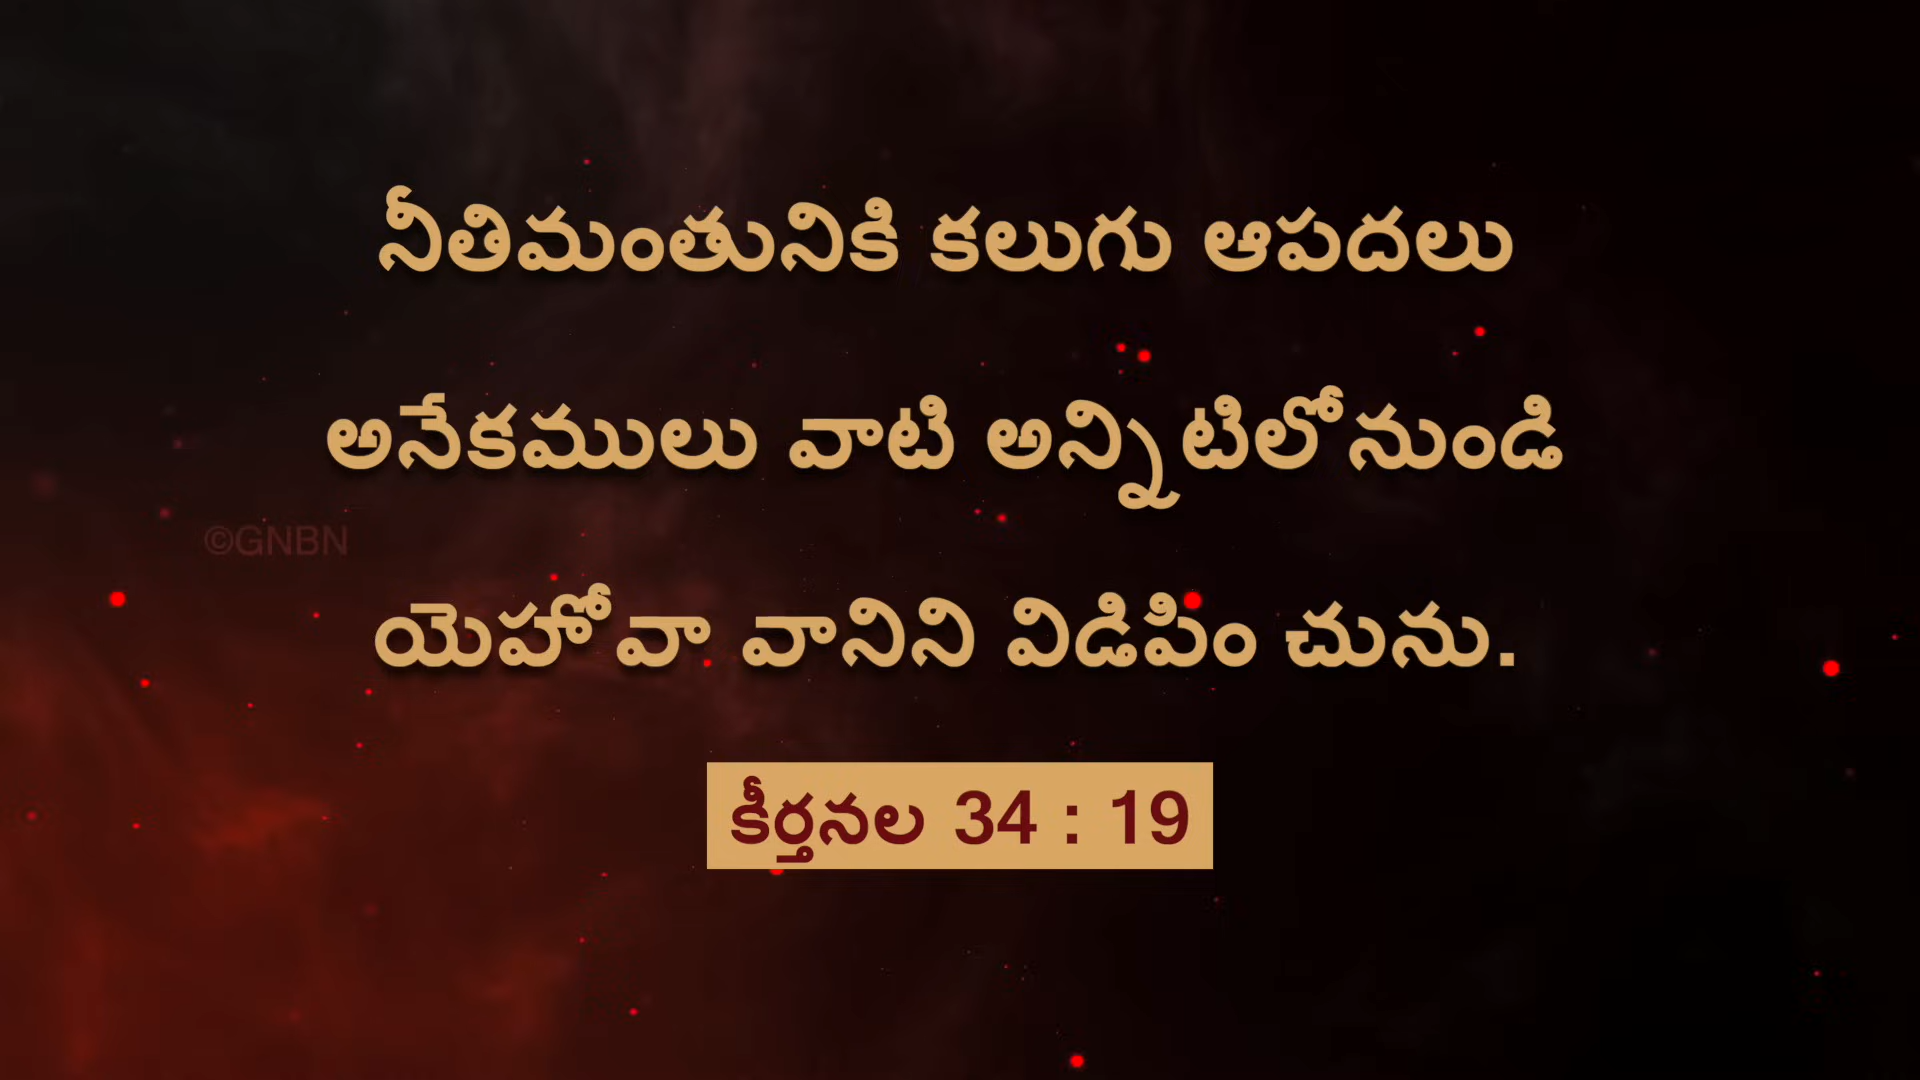 నీతిమంతునికి కలుగు ఆపదలు
అనేకములు వాటి అన్నిటిలోనుండి
©GNBN
యెహోవా వానిని విడిపిం చును.
కీర్తనల 34 : 19